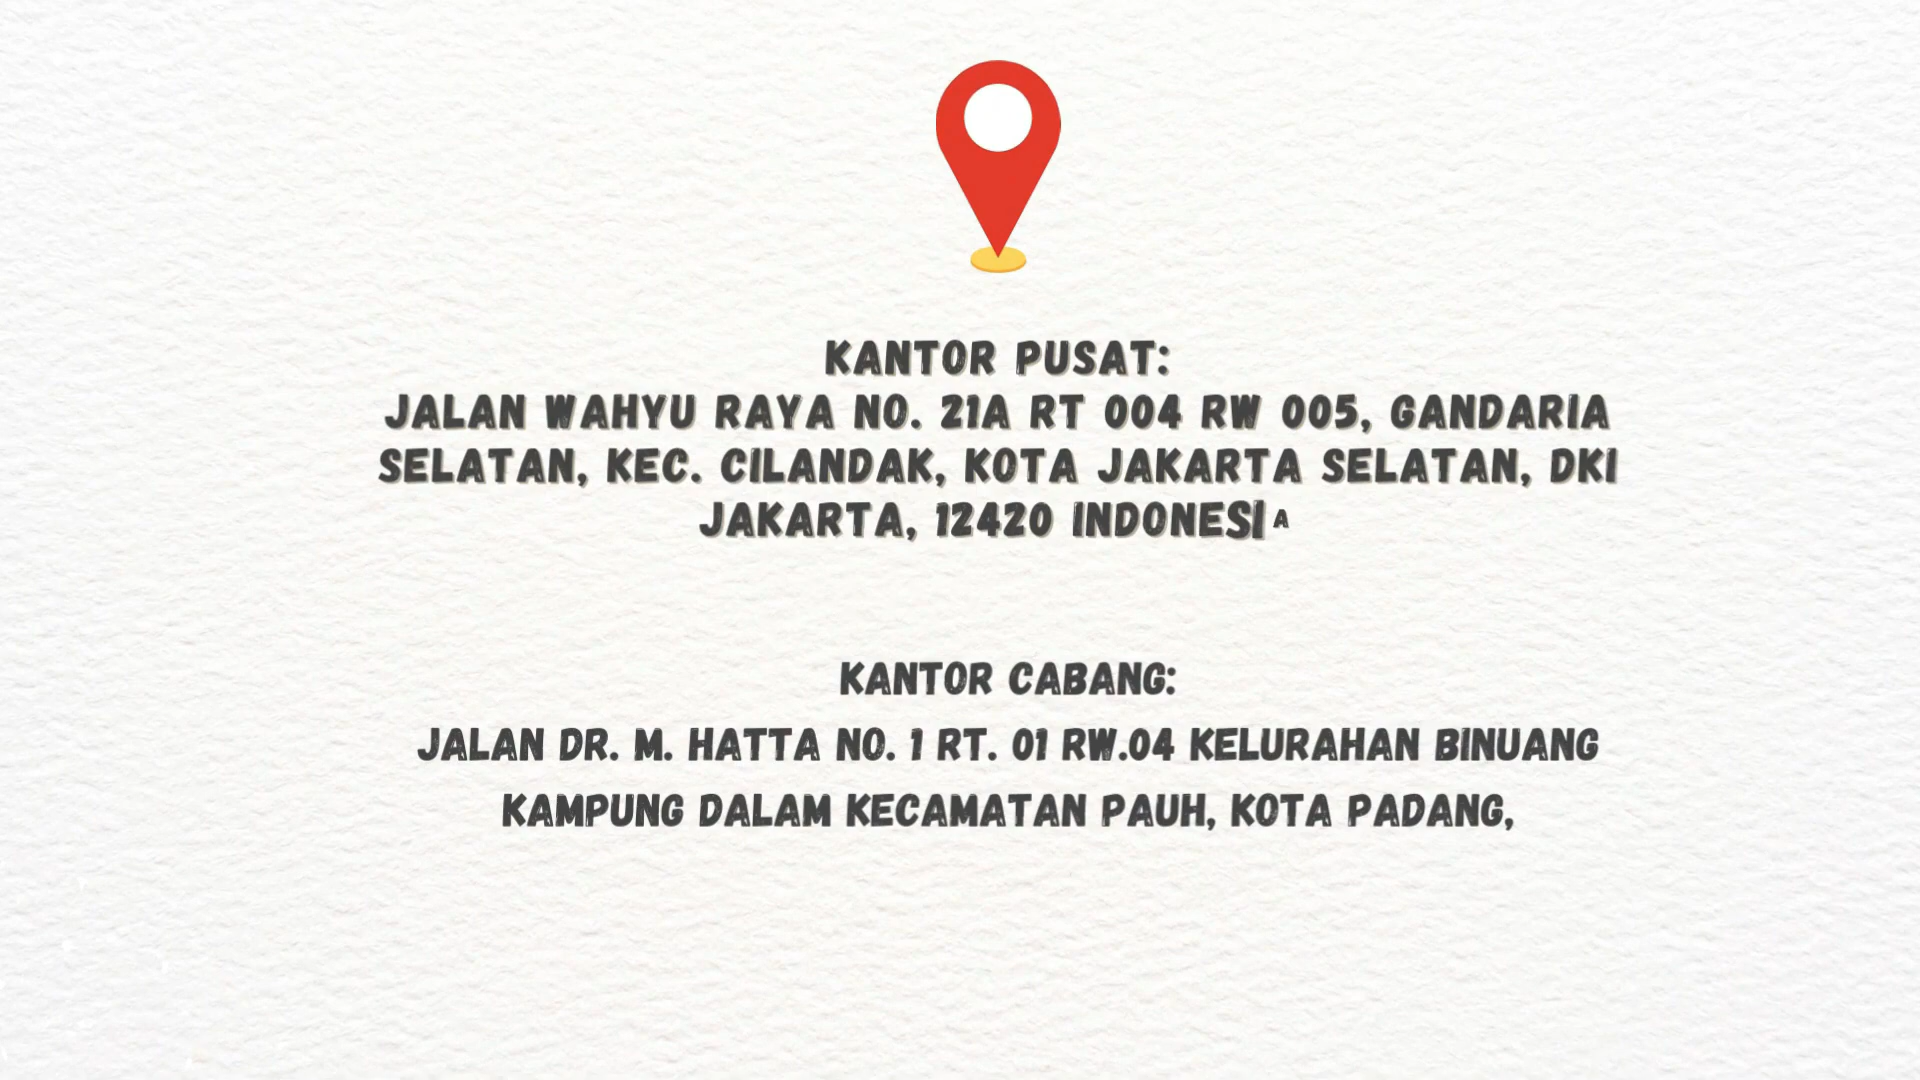 KANTOR PUSAT:
JALAN WAHYU RAYA NO. 21A RT 004 RW 005, GANDARIA
SELATAN, KEC. CILANDAK, KOTA JAKARTA SELATAN, DKI
JAKARTA, 12420 INDONESIA
KANTOR CABANG:
JALAN DR. M. HATTA NO. 1 RT. 01 RW.04 KELURAHAN BINUANG
KAMPUNG DALAM KECAMATAN PAUH, KOTA PADANG,